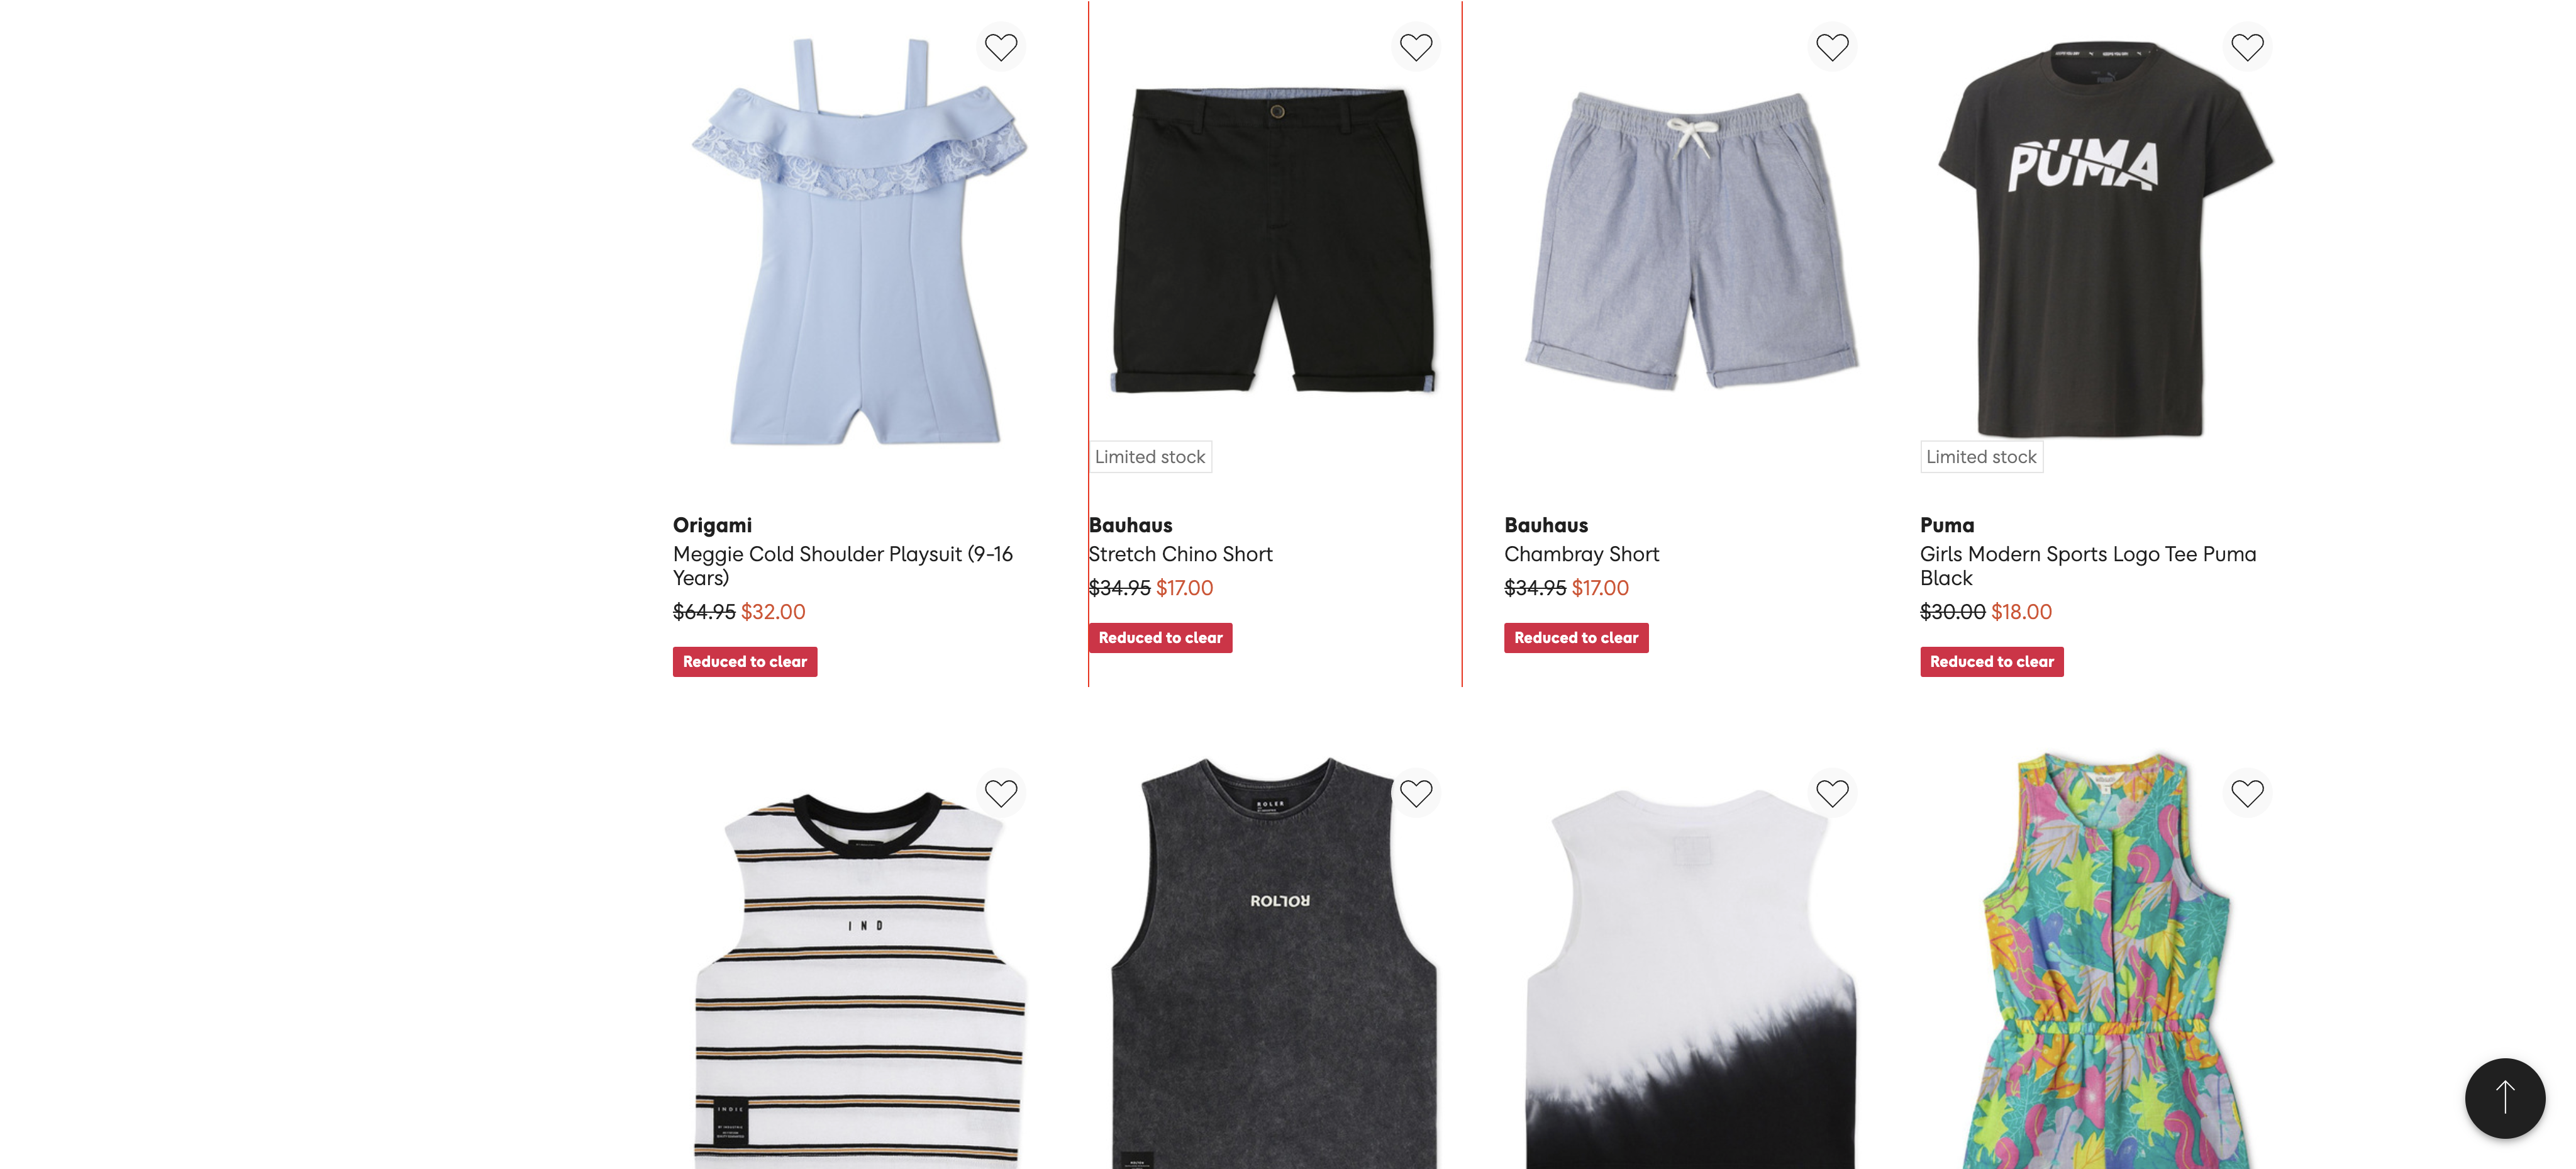 PUMA
Limited stock
Limited stock
Origami
Meggie Cold Shoulder Playsuit (9-16
Years)
$64.95 $32.00
Reduced to clear
Bauhaus
Stretch Chino Short
$34.95 $17.00
Reduced to clear
Bauhaus
Chambray Short
$34.95 $17.00
Reduced to clear
Puma
Girls Modern Sports Logo Tee Puma
Black
$30.00 $18.00
Reduced to clear
IND
INDIE